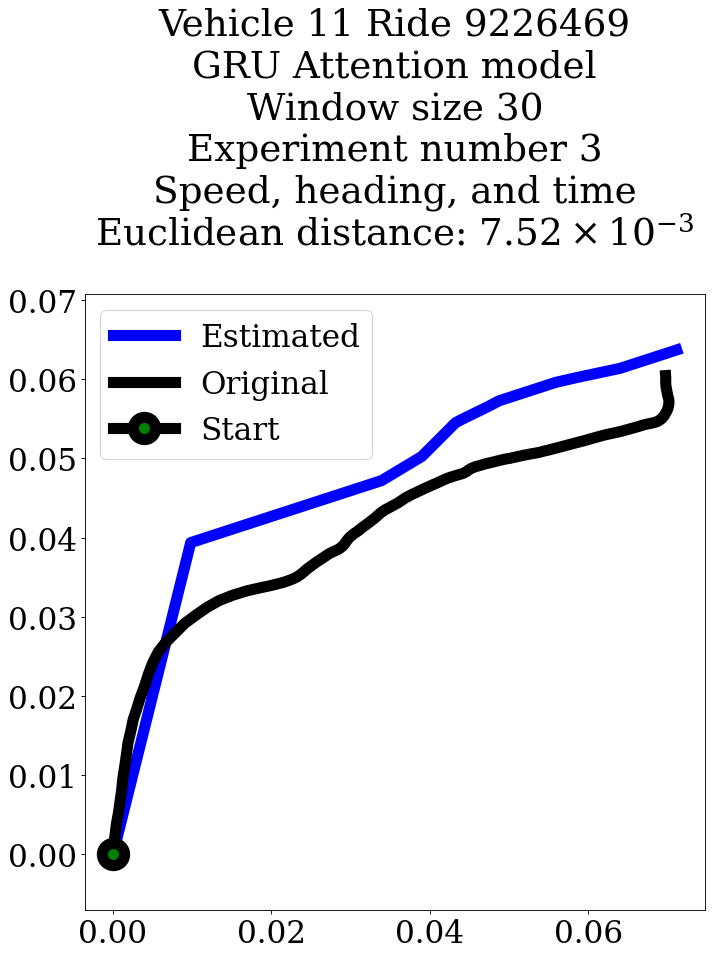 Vehicle 11 Ride 9226469
GRU Attention model
Window size 30
Experiment number 3
Speed, heading, and time
Euclidean distance: 7.52 × 10⁻³
0.07
0.06
0.05
0.04
0.03
0.02
0.01
0.00
Estimated
Original
Start
0.00 0.02 0.04 0.06